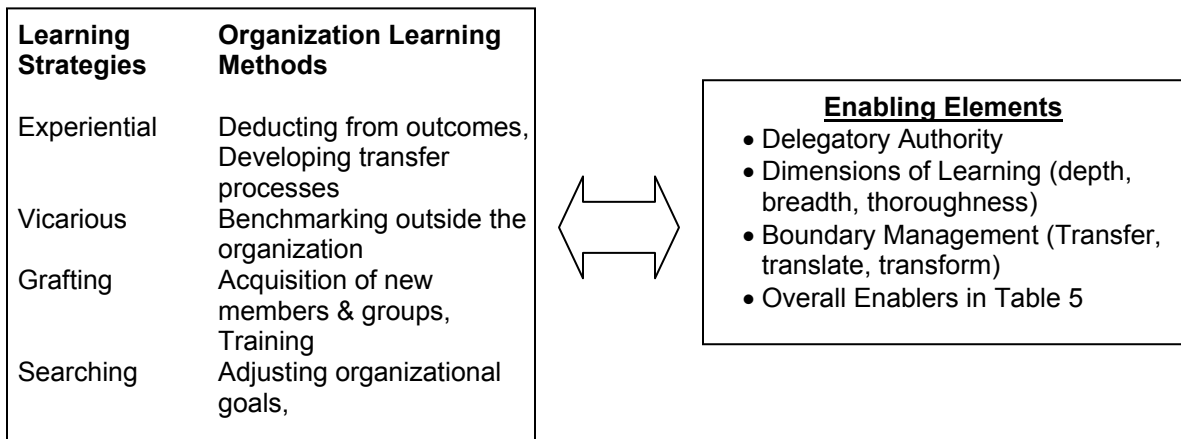 Learning Organization Learning
Strategies Methods
Experiential Deducting from outcomes,
Developing transfer
processes
Vicarious Benchmarking outside the
organization
Grafting Acquisition of new
members & groups,
Training
Searching Adjusting organizational
goals,
Enabling Elements
• Delegatory Authority
• Dimensions of Learning (depth,
breadth, thoroughness)
• Boundary Management (Transfer,
translate, transform)
• Overall Enablers in Table 5